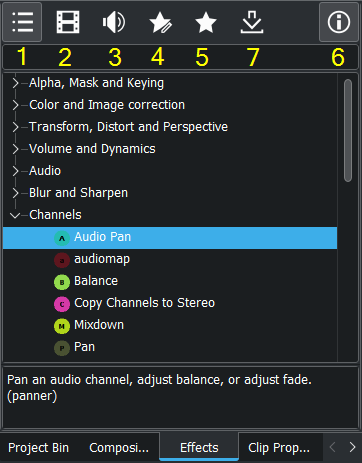 1 2 3 4 5 7 6
Alpha, Mask and Keying
Color and Image correction
Transform, Distort and Perspective
Volume and Dynamics
Audio
Blur and Sharpen
Channels
A Audio Pan
a audiomap
B Balance
C Copy Channels to Stereo
M Mixdown
P Pan
Pan an audio channel, adjust balance, or adjust fade.
(panner)
Project Bin Composi... Effects Clip Prop...